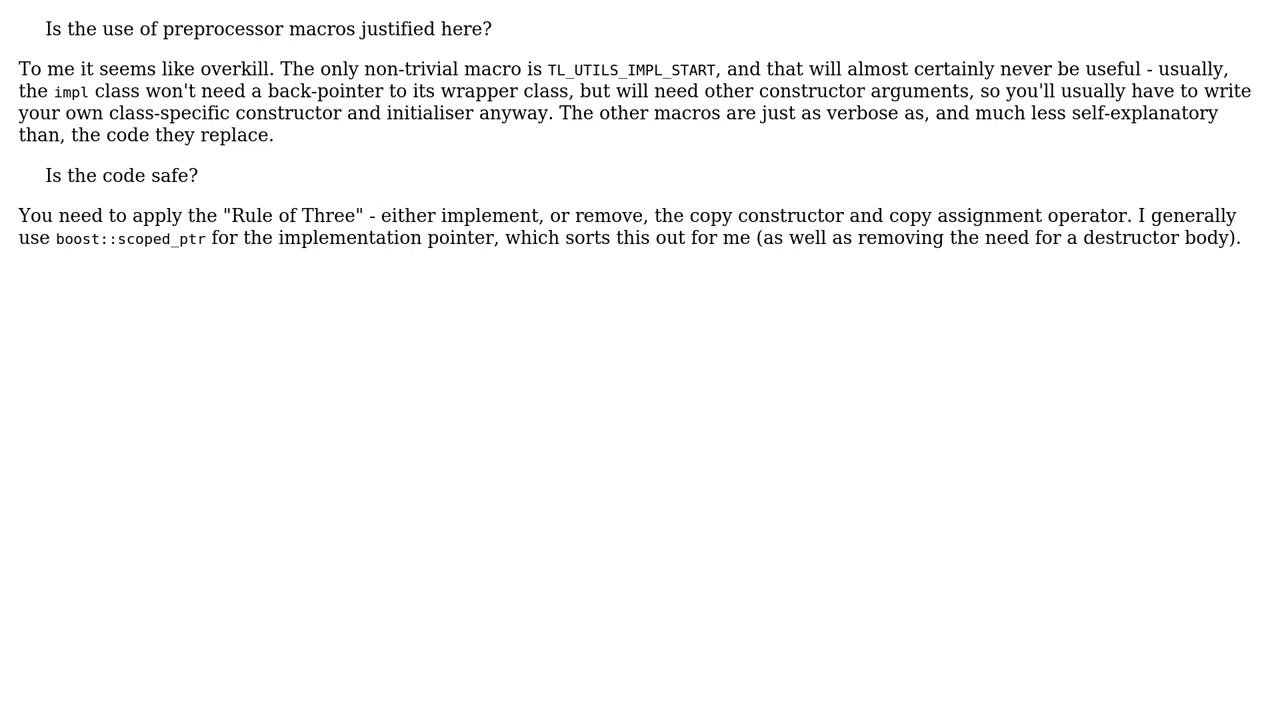 Is the use of preprocessor macros justified here?
To me it seems like overkill. The only non-trivial macro is TL_UTILS_IMPL_START, and that will almost certainly never be useful - usually,
the impl class won't need a back-pointer to its wrapper class, but will need other constructor arguments, so you'll usually have to write
your own class-specific constructor and initialiser anyway. The other macros are just as verbose as, and much less self-explanatory
than, the code they replace.
Is the code safe?
You need to apply the "Rule of Three" - either implement, or remove, the copy constructor and copy assignment operator. I generally
use boost::scoped_ptr for the implementation pointer, which sorts this out for me (as well as removing the need for a destructor body).